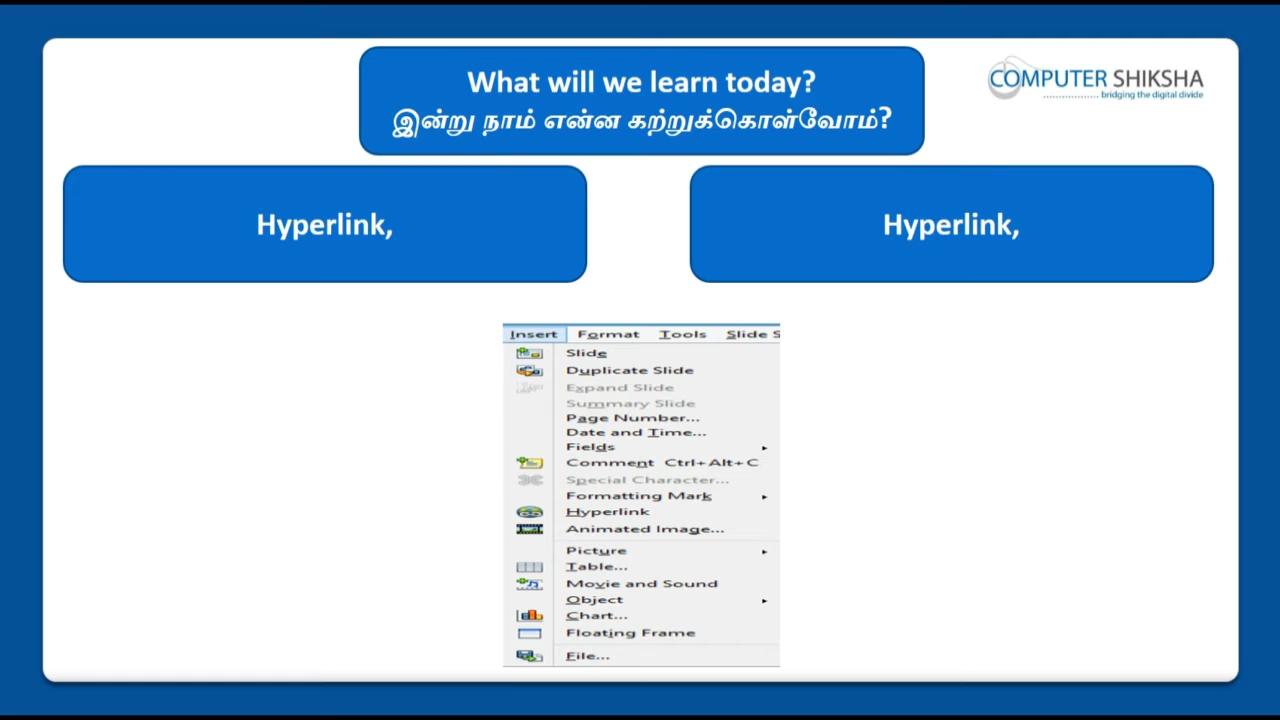 What will we learn today?
இன்று நாம் என்ன கற்றுக்கொள்வோம்?
COMPUTER SHIKSHA
.................. bridging the digital divide
Hyperlink,
Hyperlink,
Insert Format Tools Slide S
Slide
Duplicate Slide
Expand Slide
Summary Slide
Page Number...
Date and Time...
Fields
Comment Ctrl+Alt+C
Special Character...
Formatting Mark
Hyperlink
Animated Image...
Picture
Table...
Movie and Sound
Object
Chart...
Floating Frame
File...